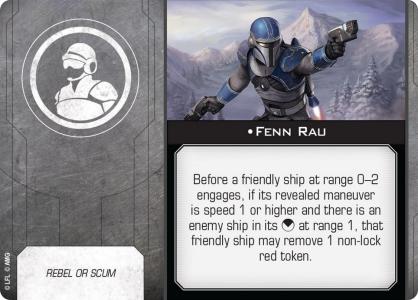 • Fenn Rau
Before a friendly ship at range 0–2
engages, if its revealed maneuver
is speed 1 or higher and there is an
enemy ship in its at range 1, that
friendly ship may remove 1 non-lock
red token.
REBEL OR SCUM
© LFL © AMG